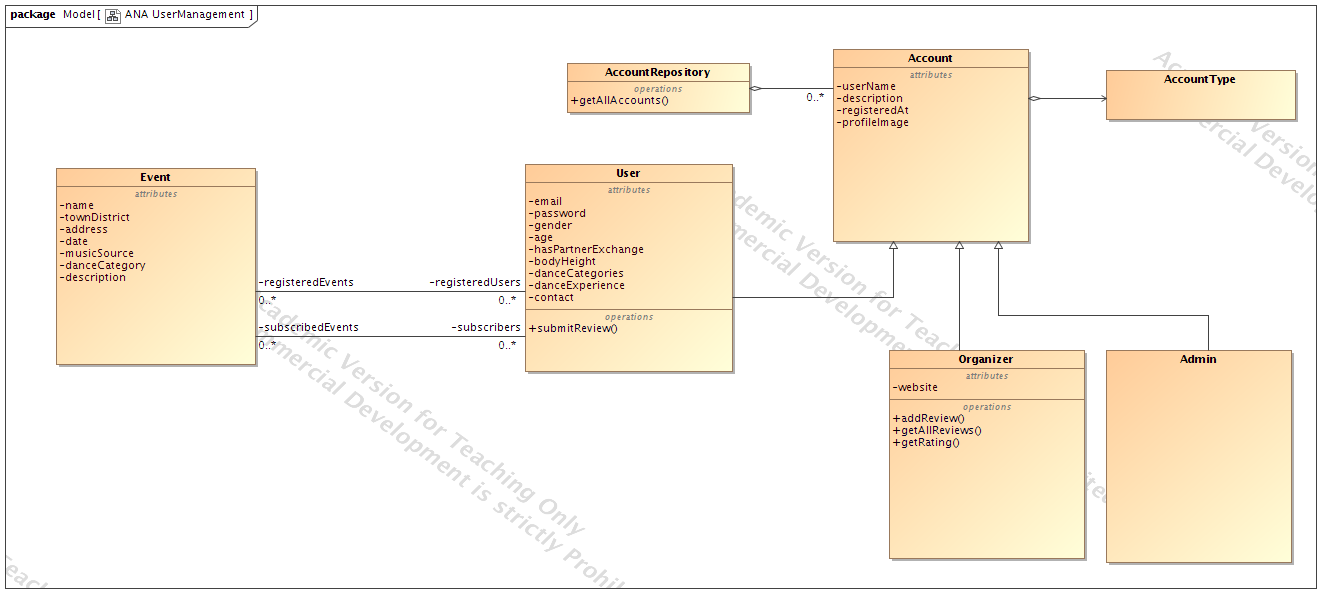 package Model [ ANA UserManagement ]
AccountRepository
operations
+getAllAccounts()
0..*
Account
attributes
-userName
-description
-registeredAt
-profileImage
AccountType
Event
attributes
-name
-townDistrict
-address
-date
-musicSource
-danceCategory
-description
-registeredEvents
0..*
-registeredUsers
0..*
-subscribedEvents
0..*
-subscribers
0..*
User
attributes
-email
-password
-gender
-age
-hasPartnerExchange
-bodyHeight
-danceCategories
-danceExperience
-contact
operations
+submitReview()
Organizer
attributes
-website
operations
+addReview()
+getAllReviews()
+getRating()
Admin
ademic Version for Teaching Only
mmercial Development is strictly Prohi